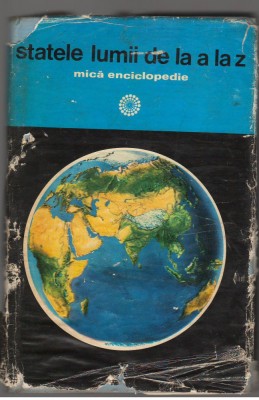 statele lumii de la a la z
mică enciclopedie